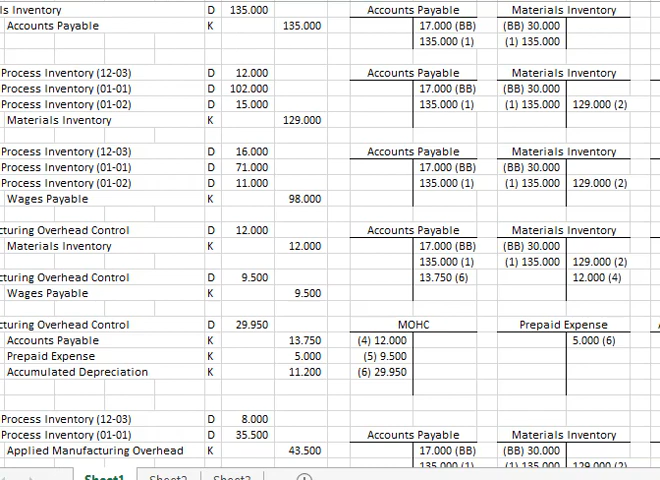 ls Inventory D 135.000 Accounts Payable Materials Inventory
Accounts Payable K 135.000 17.000 (BB) (BB) 30.000
135.000 (1) (1) 135.000
Process Inventory (12-03) D 12.000 Accounts Payable Materials Inventory
Process Inventory (01-01) D 102.000 17.000 (BB) (BB) 30.000
Process Inventory (01-02) D 15.000 135.000 (1) (1) 135.000 129.000 (2)
Materials Inventory K 129.000
Process Inventory (12-03) D 16.000 Accounts Payable Materials Inventory
Process Inventory (01-01) D 71.000 17.000 (BB) (BB) 30.000
Process Inventory (01-02) D 11.000 135.000 (1) (1) 135.000 129.000 (2)
Wages Payable K 98.000
cturing Overhead Control D 12.000 Accounts Payable Materials Inventory
Materials Inventory K 12.000 17.000 (BB) (BB) 30.000
135.000 (1) (1) 135.000 129.000 (2)
cturing Overhead Control D 9.500 13.750 (6) 12.000 (4)
Wages Payable K 9.500
cturing Overhead Control D 29.950 MOHC Prepaid Expense
Accounts Payable K 13.750 (4) 12.000 5.000 (6)
Prepaid Expense K 5.000 (5) 9.500
Accumulated Depreciation K 11.200 (6) 29.950
Process Inventory (12-03) D 8.000
Process Inventory (01-01) D 35.500 Accounts Payable Materials Inventory
Applied Manufacturing Overhead K 43.500 17.000 (BB) (BB) 30.000
135.000 (1) (1) 135.000 129.000 (2)
Sheet1 Sheet2 Sheet3